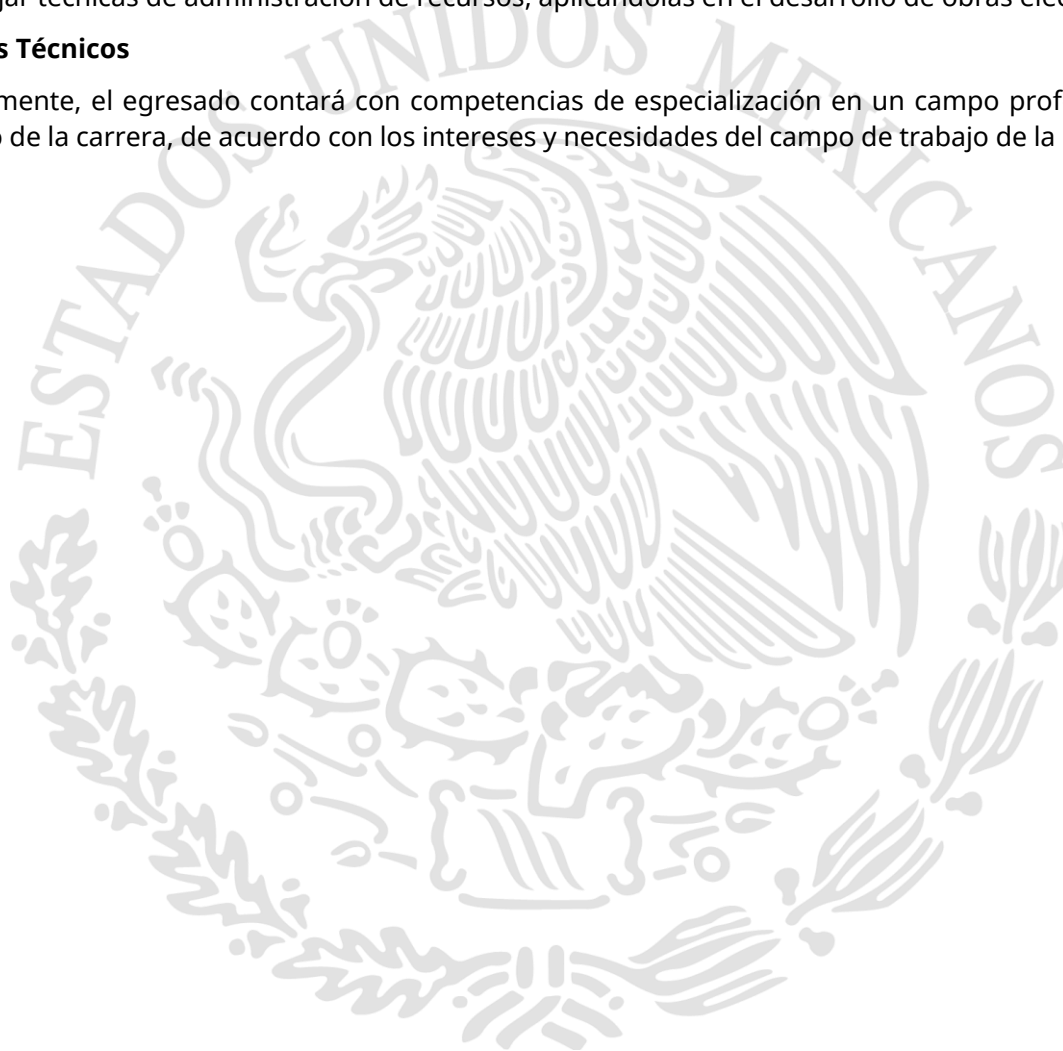 técnicas de administración de recursos, aplicándolas en el desarrollo de obras
s Técnicos
mente, el egresado contará con competencias de especialización en un campo prof
o de la carrera, de acuerdo con los intereses y necesidades del campo de trabajo de la
ESTADOS UNIDOS MEXICANOS